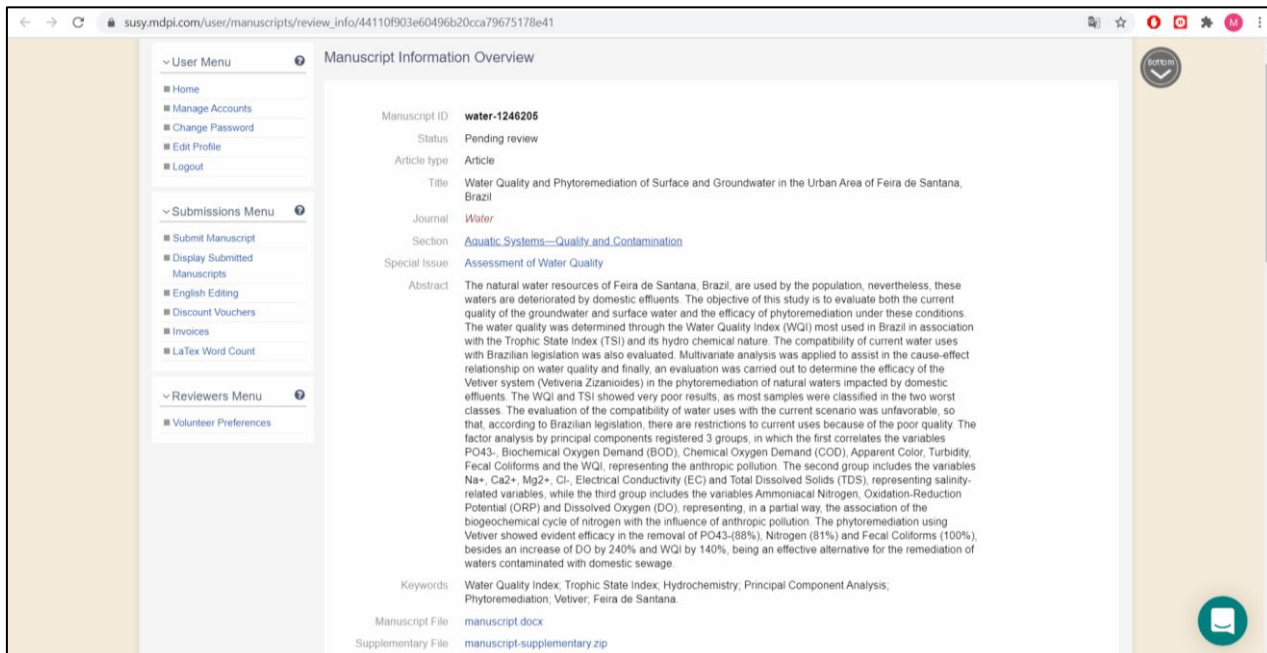 susy.mdpi.com/user/manuscripts/review_info/44110f903e60496b20cca79675178e41
M
User Menu
Home
Manage Accounts
Change Password
Edit Profile
Logout
Submissions Menu
Submit Manuscript
Display Submitted
Manuscripts
English Editing
Discount Vouchers
Invoices
LaTex Word Count
Reviewers Menu
Volunteer Preferences
Manuscript Information Overview
Bottom
Manuscript ID water-1246205
Status Pending review
Article type Article
Title Water Quality and Phytoremediation of Surface and Groundwater in the Urban Area of Feira de Santana,
Brazil
Journal Water
Section Aquatic Systems—Quality and Contamination
Special Issue Assessment of Water Quality
Abstract The natural water resources of Feira de Santana, Brazil, are used by the population, nevertheless, these
waters are deteriorated by domestic effluents. The objective of this study is to evaluate both the current
quality of the groundwater and surface water and the efficacy of phytoremediation under these conditions.
The water quality was determined through the Water Quality Index (WQI) most used in Brazil in association
with the Trophic State Index (TSI) and its hydro chemical nature. The compatibility of current water uses
with Brazilian legislation was also evaluated. Multivariate analysis was applied to assist in the cause-effect
relationship on water quality and finally, an evaluation was carried out to determine the efficacy of the
Vetiver system (Vetiveria Zizanioides) in the phytoremediation of natural waters impacted by domestic
effluents. The WQI and TSI showed very poor results, as most samples were classified in the two worst
classes. The evaluation of the compatibility of water uses with the current scenario was unfavorable, so
that, according to Brazilian legislation, there are restrictions to current uses because of the poor quality. The
factor analysis by principal components registered 3 groups, in which the first correlates the variables
PO43-, Biochemical Oxygen Demand (BOD), Chemical Oxygen Demand (COD), Apparent Color, Turbidity,
Fecal Coliforms and the WQI, representing the anthropic pollution. The second group includes the variables
Na+, Ca2+, Mg2+, Cl-, Electrical Conductivity (EC) and Total Dissolved Solids (TDS), representing salinity-
related variables, while the third group includes the variables Ammoniacal Nitrogen, Oxidation-Reduction
Potential (ORP) and Dissolved Oxygen (DO), representing, in a partial way, the association of the
biogeochemical cycle of nitrogen with the influence of anthropic pollution. The phytoremediation using
Vetiver showed evident efficacy in the removal of PO43-(88%), Nitrogen (81%) and Fecal Coliforms (100%),
besides an increase of DO by 240% and WQI by 140%, being an effective alternative for the remediation of
waters contaminated with domestic sewage.
Keywords Water Quality Index; Trophic State Index; Hydrochemistry; Principal Component Analysis;
Phytoremediation; Vetiver; Feira de Santana.
Manuscript File manuscript.docx
Supplementary File manuscript-supplementary.zip